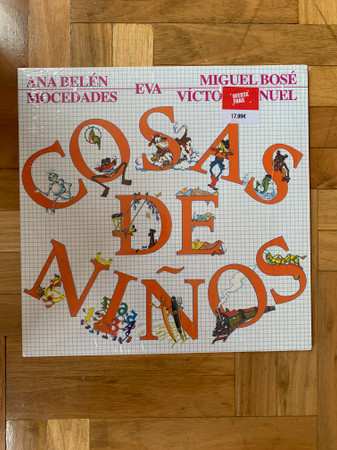 ANA BELÉN EVA MIGUEL BOSÉ
MOCEDADES VÍCTO NUEL
17,99€
COSAS
DE
NIÑOS